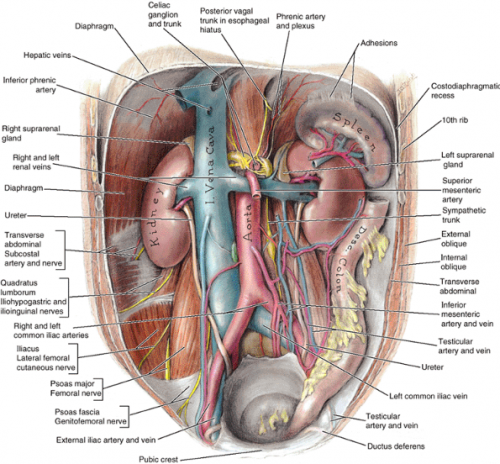 Celiac
ganglion
and trunk
Posterior vagal
trunk in esophageal
hiatus
Phrenic artery
and plexus
Diaphragm
Adhesions
Hepatic veins
Inferior phrenic
artery
Costodiaphragmatic
recess
10th rib
Right suprarenal
gland
Right and left
renal veins
Diaphragm
Ureter
Transverse
abdominal
Subcostal
artery and nerve
Quadratus
lumborum
Iliohypogastric and
ilioinguinal nerves
Right and left
common iliac arteries
Iliacus
Lateral femoral
cutaneous nerve
Psoas major
Femoral nerve
Psoas fascia
Genitofemoral nerve
External iliac artery and vein
Pubic crest
Spleen
Kidney
I. Vena Cava
Aorta
Desc. Colon
Left suprarenal
gland
Superior
mesenteric
artery
Sympathetic
trunk
External
oblique
Internal
oblique
Transverse
abdominal
Inferior
mesenteric
artery and vein
Testicular
artery and vein
Ureter
Left common iliac vein
Testicular
artery and vein
Ductus deferens